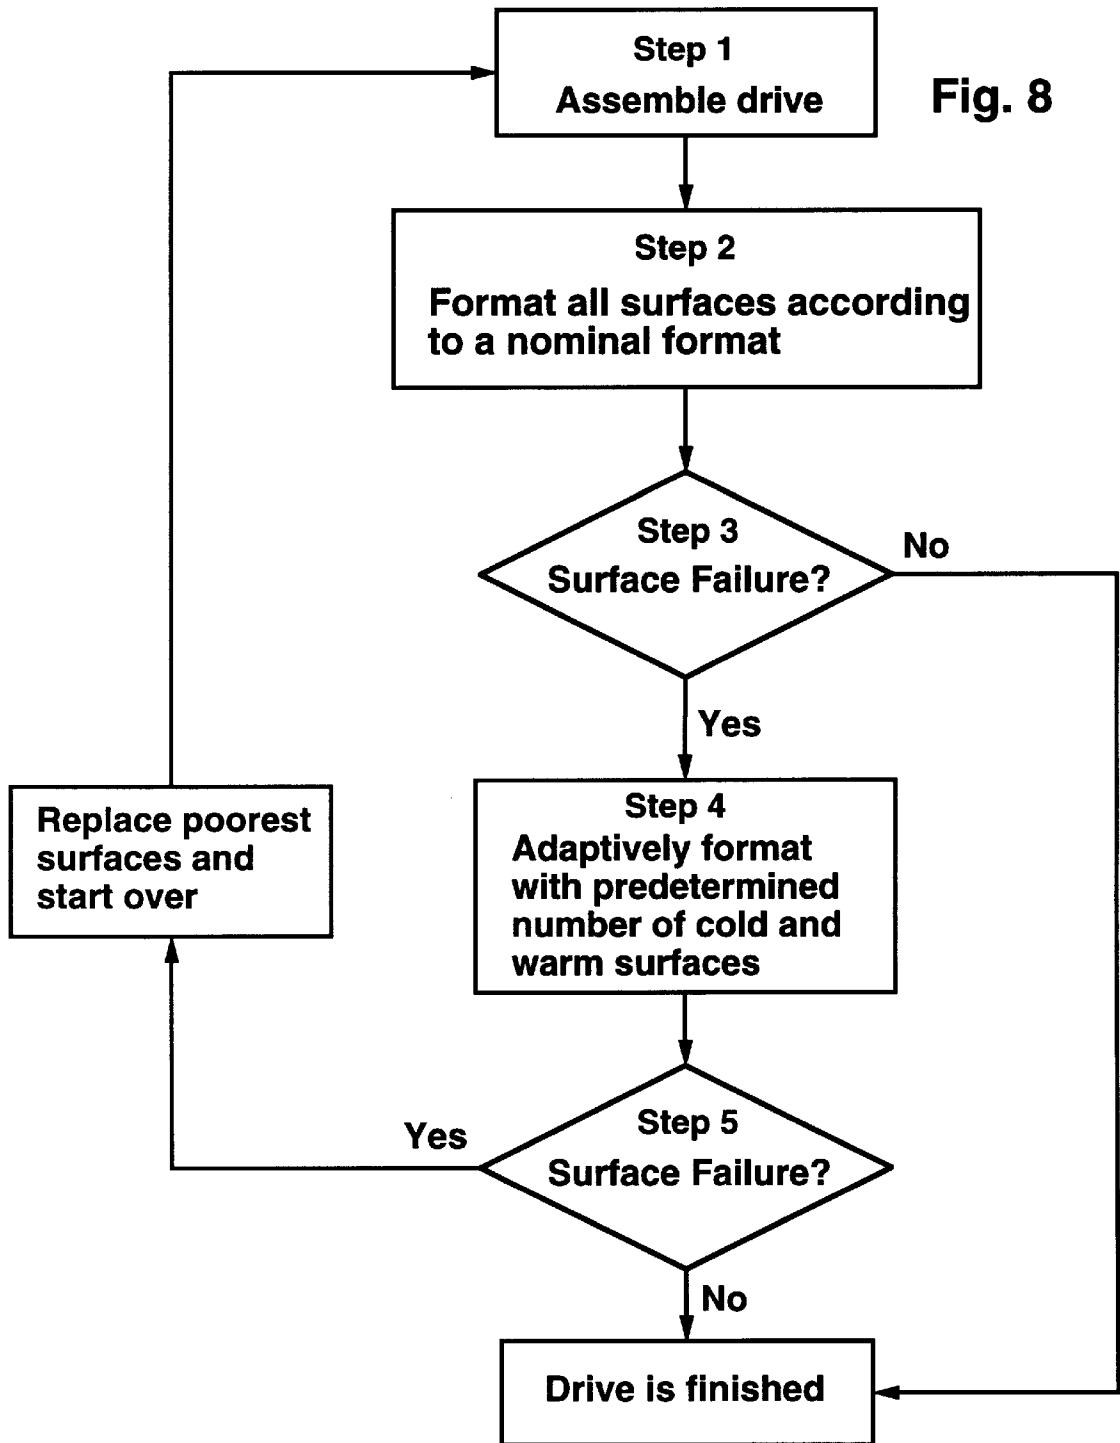 Step 1
Assemble drive
Fig. 8
Step 2
Format all surfaces according
to a nominal format
Step 3
Surface Failure?
No
Yes
Step 4
Adaptively format
with predetermined
number of cold and
warm surfaces
Replace poorest
surfaces and
start over
Step 5
Surface Failure?
Yes
No
Drive is finished